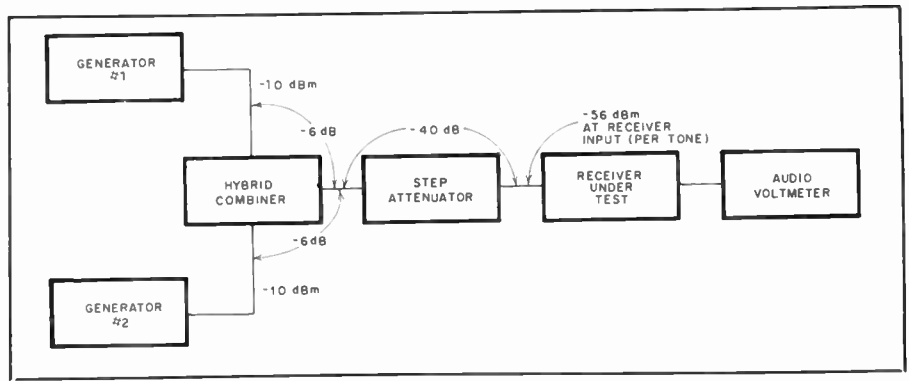 GENERATOR
#1
-10 dBm
-6 dB
-40 dB
-56 dBm
AT RECEIVER
INPUT (PER TONE)
HYBRID
COMBINER
STEP
ATTENUATOR
RECEIVER
UNDER
TEST
AUDIO
VOLTMETER
-6dB
-10 dBm
GENERATOR
#2